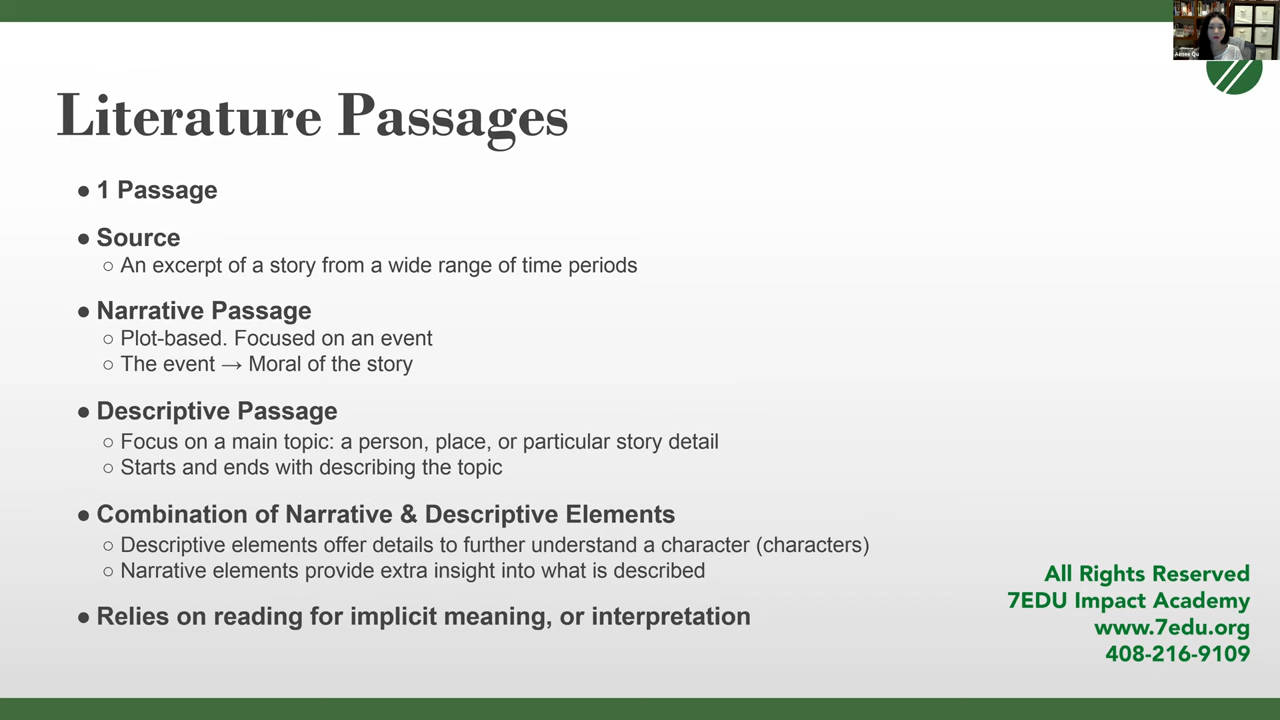 Literature Passages
● 1 Passage
● Source
○ An excerpt of a story from a wide range of time periods
● Narrative Passage
○ Plot-based. Focused on an event
○ The event → Moral of the story
● Descriptive Passage
○ Focus on a main topic: a person, place, or particular story detail
○ Starts and ends with describing the topic
● Combination of Narrative & Descriptive Elements
○ Descriptive elements offer details to further understand a character (characters)
○ Narrative elements provide extra insight into what is described
● Relies on reading for implicit meaning, or interpretation
All Rights Reserved
7EDU Impact Academy
www.7edu.org
408-216-9109